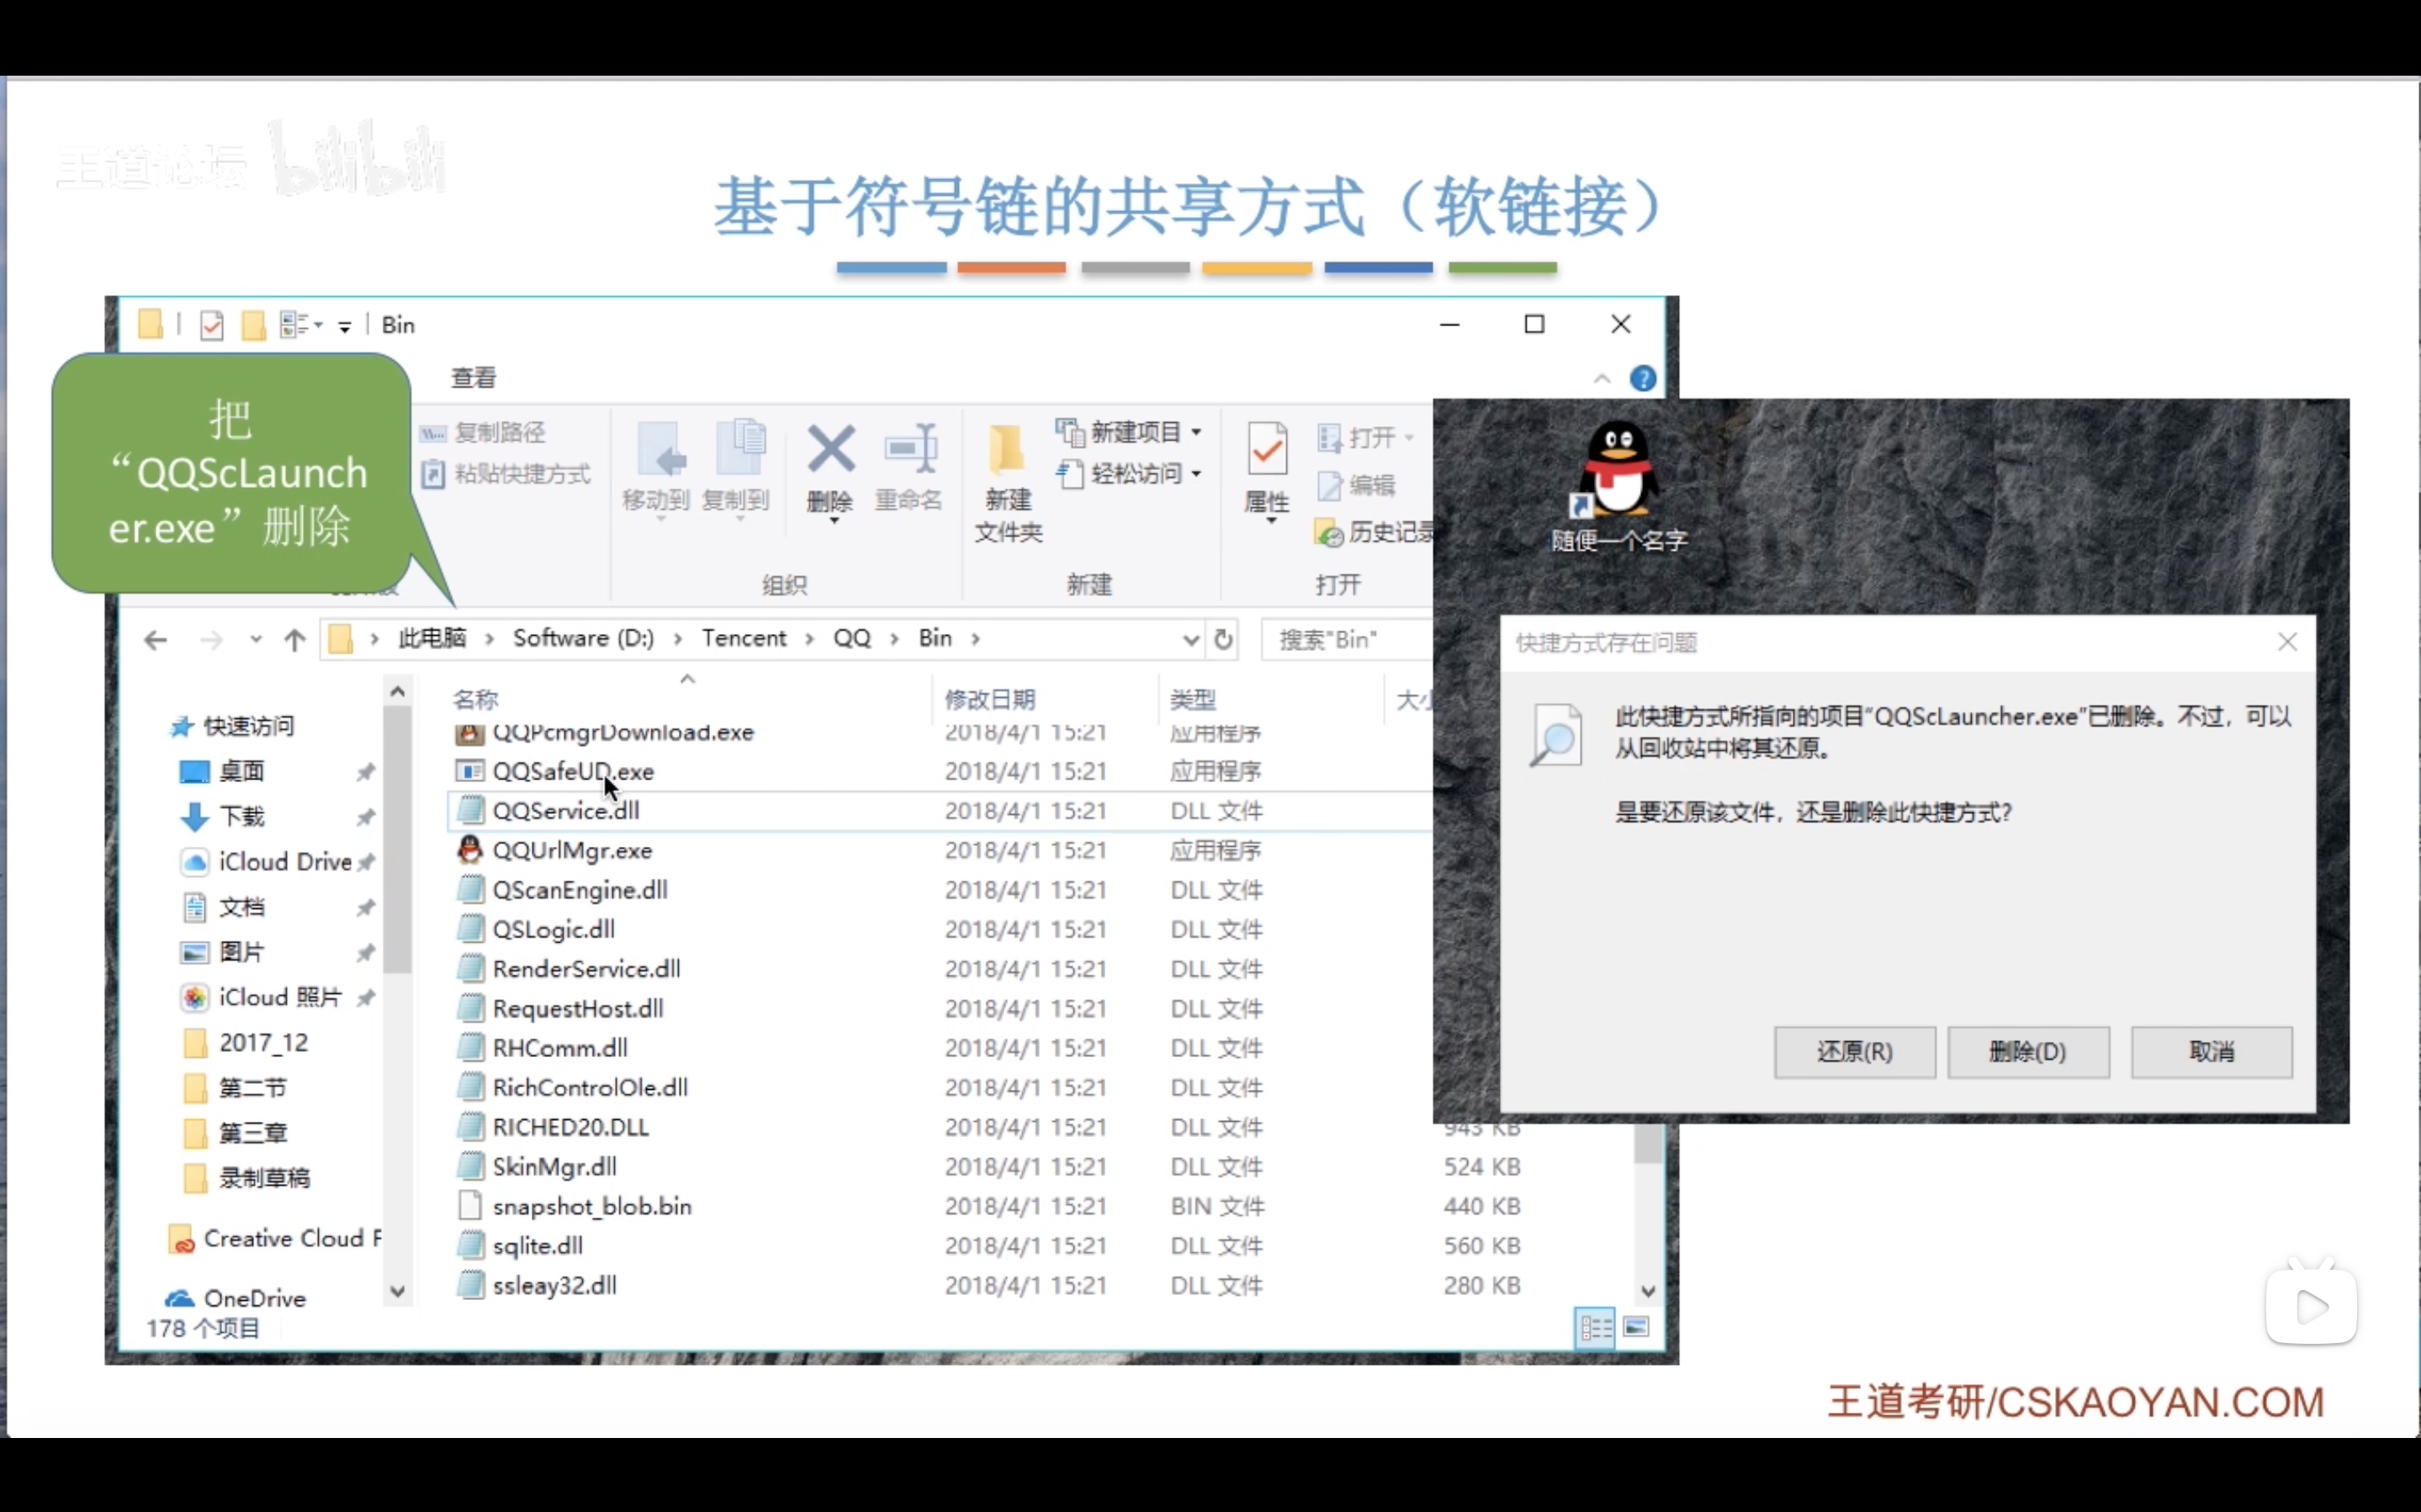 王道论坛 bilibili
基于符号链的共享方式（软链接）
Bin
查看
把
“QQScLaunch
er.exe”删除
复制路径
粘贴快捷方式
移动到
复制到
删除
重命名
组织
新建
文件夹
新建项目
轻松访问
新建
属性
打开
编辑
历史记录
打开
此电脑 › Software (D:) › Tencent › QQ › Bin ›
搜索"Bin"
快速访问
桌面
下载
iCloud Drive
文档
图片
iCloud 照片
2017_12
第二节
第三章
录制草稿
Creative Cloud F
OneDrive
178 个项目
名称 修改日期 类型 大小
QQPcmgrDownload.exe 2018/4/1 15:21 应用程序
QQSafeUD.exe 2018/4/1 15:21 应用程序
QQService.dll 2018/4/1 15:21 DLL 文件
QQUrlMgr.exe 2018/4/1 15:21 应用程序
QScanEngine.dll 2018/4/1 15:21 DLL 文件
QSLogic.dll 2018/4/1 15:21 DLL 文件
RenderService.dll 2018/4/1 15:21 DLL 文件
RequestHost.dll 2018/4/1 15:21 DLL 文件
RHComm.dll 2018/4/1 15:21 DLL 文件
RichControlOle.dll 2018/4/1 15:21 DLL 文件
RICHED20.DLL 2018/4/1 15:21 DLL 文件 943 KB
SkinMgr.dll 2018/4/1 15:21 DLL 文件 524 KB
snapshot_blob.bin 2018/4/1 15:21 BIN 文件 440 KB
sqlite.dll 2018/4/1 15:21 DLL 文件 560 KB
ssleay32.dll 2018/4/1 15:21 DLL 文件 280 KB
随便一个名字
快捷方式存在问题
此快捷方式所指向的项目“QQScLauncher.exe”已删除。不过，可以
从回收站中将其还原。
是要还原该文件，还是删除此快捷方式?
还原(R) 删除(D) 取消
王道考研/CSKAOYAN.COM